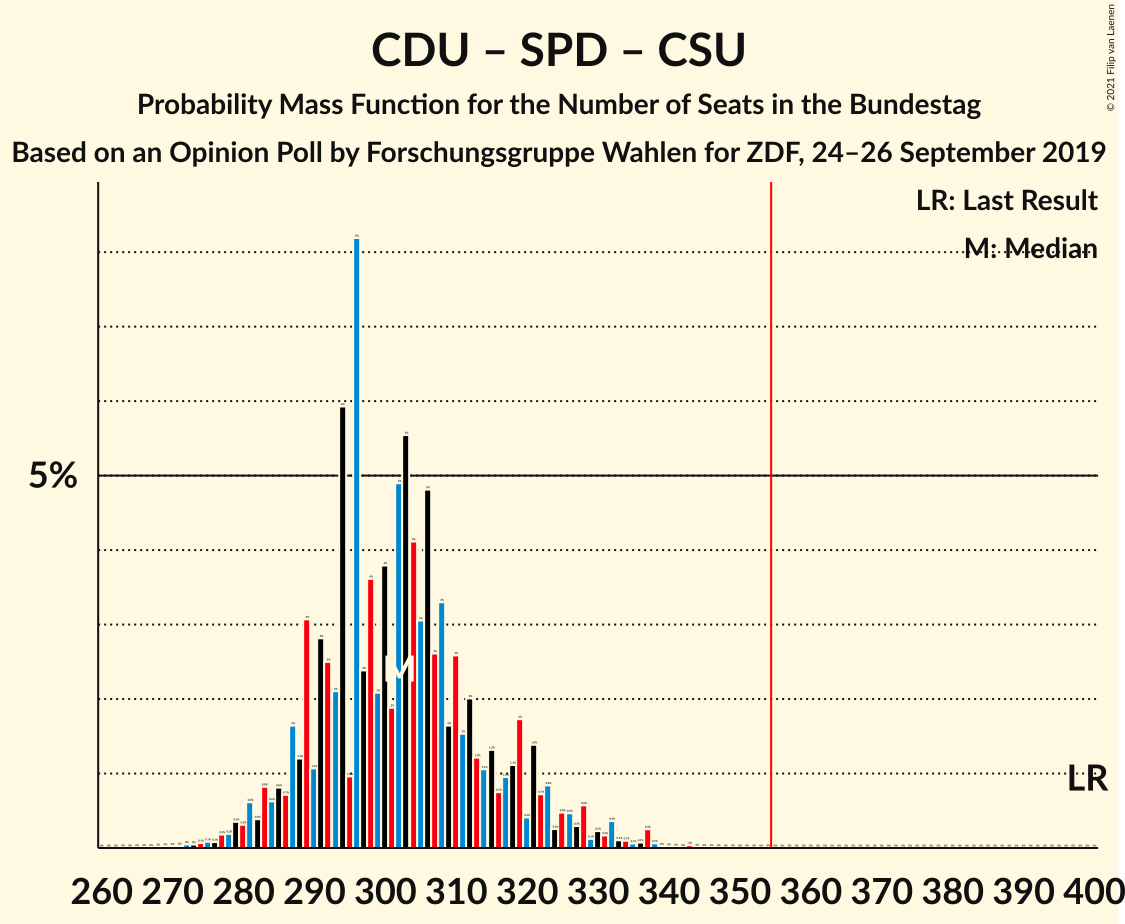 CDU – SPD – CSU
Probability Mass Function for the Number of Seats in the Bundestag
Based on an Opinion Poll by Forschungsgruppe Wahlen for ZDF, 24–26 September 2019
© 2021 Filip van Laenen
LR: Last Result
M: Median
5%
M
LR
260 270 280 290 300 310 320 330 340 350 360 370 380 390 400